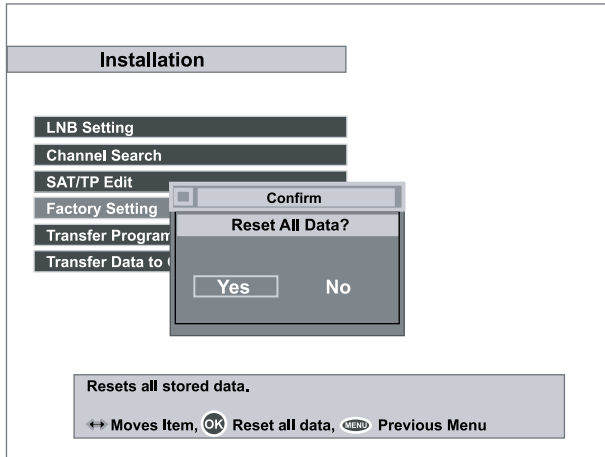 Installation
LNB Setting
Channel Search
SAT/TP Edit
Factory Setting
Transfer Program
Transfer Data to
Confirm
Reset All Data?
Yes No
Resets all stored data.
Moves Item, OK Reset all data, MENU Previous Menu